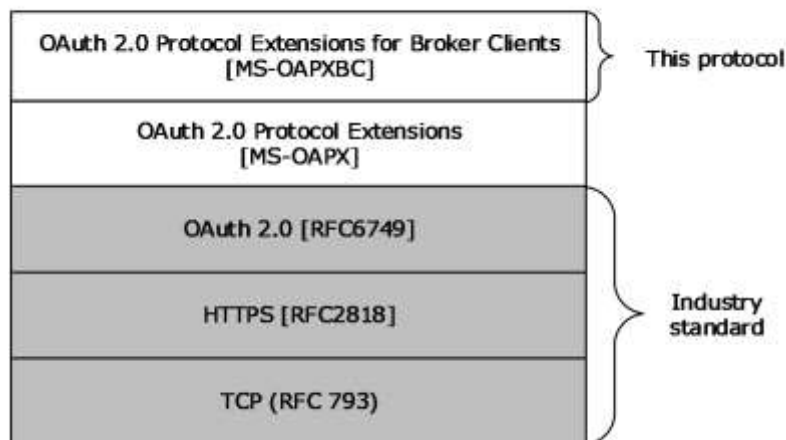 OAuth 2.0 Protocol Extensions for Broker Clients
[MS-OAPXBC]
This protocol
OAuth 2.0 Protocol Extensions
[MS-OAPX]
OAuth 2.0 [RFC6749]
HTTPS [RFC2818]
Industry
standard
TCP (RFC 793)